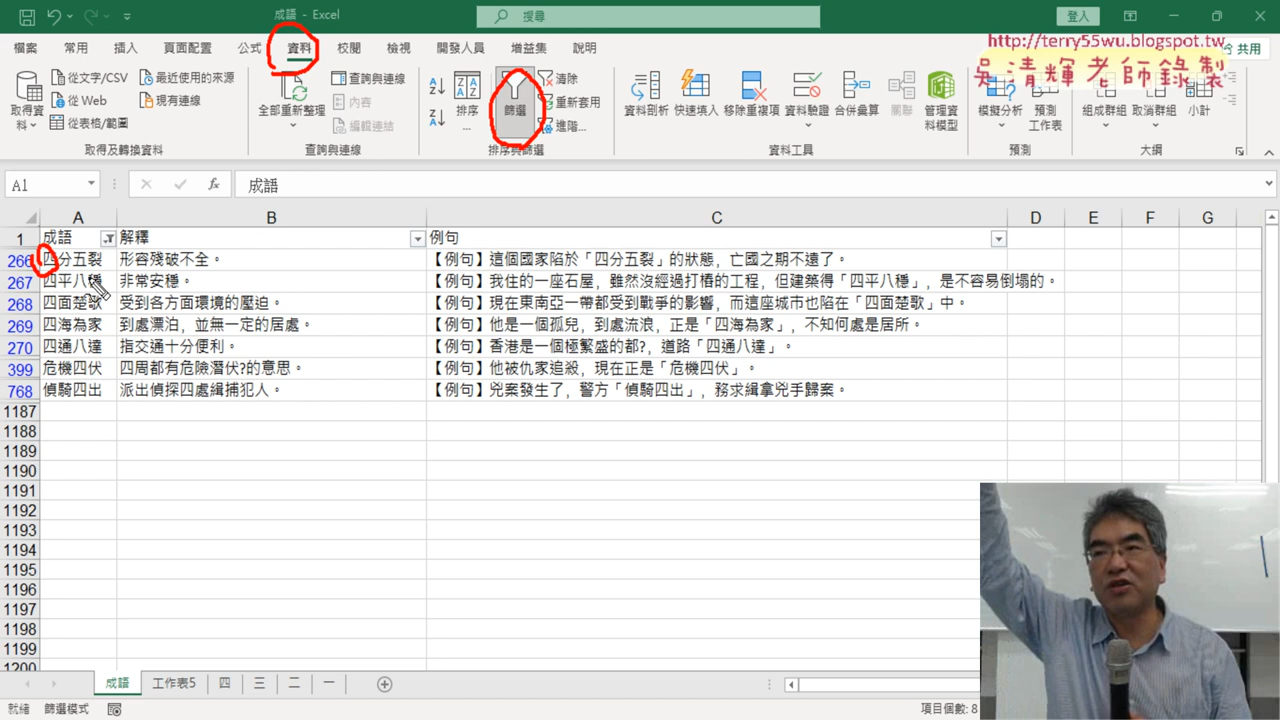 成語 - Excel
搜尋
登入
檔案 常用 插入 頁面配置 公式 資料 校閱 檢視 開發人員 增益集 說明
共用
http://terry55wu.blogspot.tw
吳清輝老師錄製
取得資料
從文字/CSV
從 Web
從表格/範圍
最近使用的來源
現有連線
取得及轉換資料
全部重新整理
查詢與連線
內容
編輯連結
查詢與連線
排序...
篩選
清除
重新套用
進階...
排序與篩選
資料剖析 快速填入 移除重複項 資料驗證 合併彙算 關聯 管理資料模型
資料工具
模擬分析 預測工作表
預測
組成群組 取消群組 小計
大綱
A1 fx 成語
A B C D E F G
1 成語 解釋 例句
266 四分五裂 形容殘破不全。 【例句】這個國家陷於「四分五裂」的狀態，亡國之期不遠了。
267 四平八穩 非常安穩。 【例句】我住的一座石屋，雖然沒經過打樁的工程，但建築得「四平八穩」，是不容易倒塌的。
268 四面楚歌 受到各方面環境的壓迫。 【例句】現在東南亞一帶都受到戰爭的影響，而這座城市也陷在「四面楚歌」中。
269 四海為家 到處漂泊，並無一定的居處。 【例句】他是一個孤兒，到處流浪，正是「四海為家」，不知何處是居所。
270 四通八達 指交通十分便利。 【例句】香港是一個極繁盛的都?，道路「四通八達」。
399 危機四伏 四周都有危險潛伏?的意思。 【例句】他被仇家追殺，現在正是「危機四伏」。
768 偵騎四出 派出偵探四處緝捕犯人。 【例句】兇案發生了，警方「偵騎四出」，務求緝拿兇手歸案。
1187
1188
1189
1190
1191
1192
1193
1194
1195
1196
1197
1198
1199
1200
成語 工作表5 四 三 二 一
就緒 篩選模式 項目個數: 8